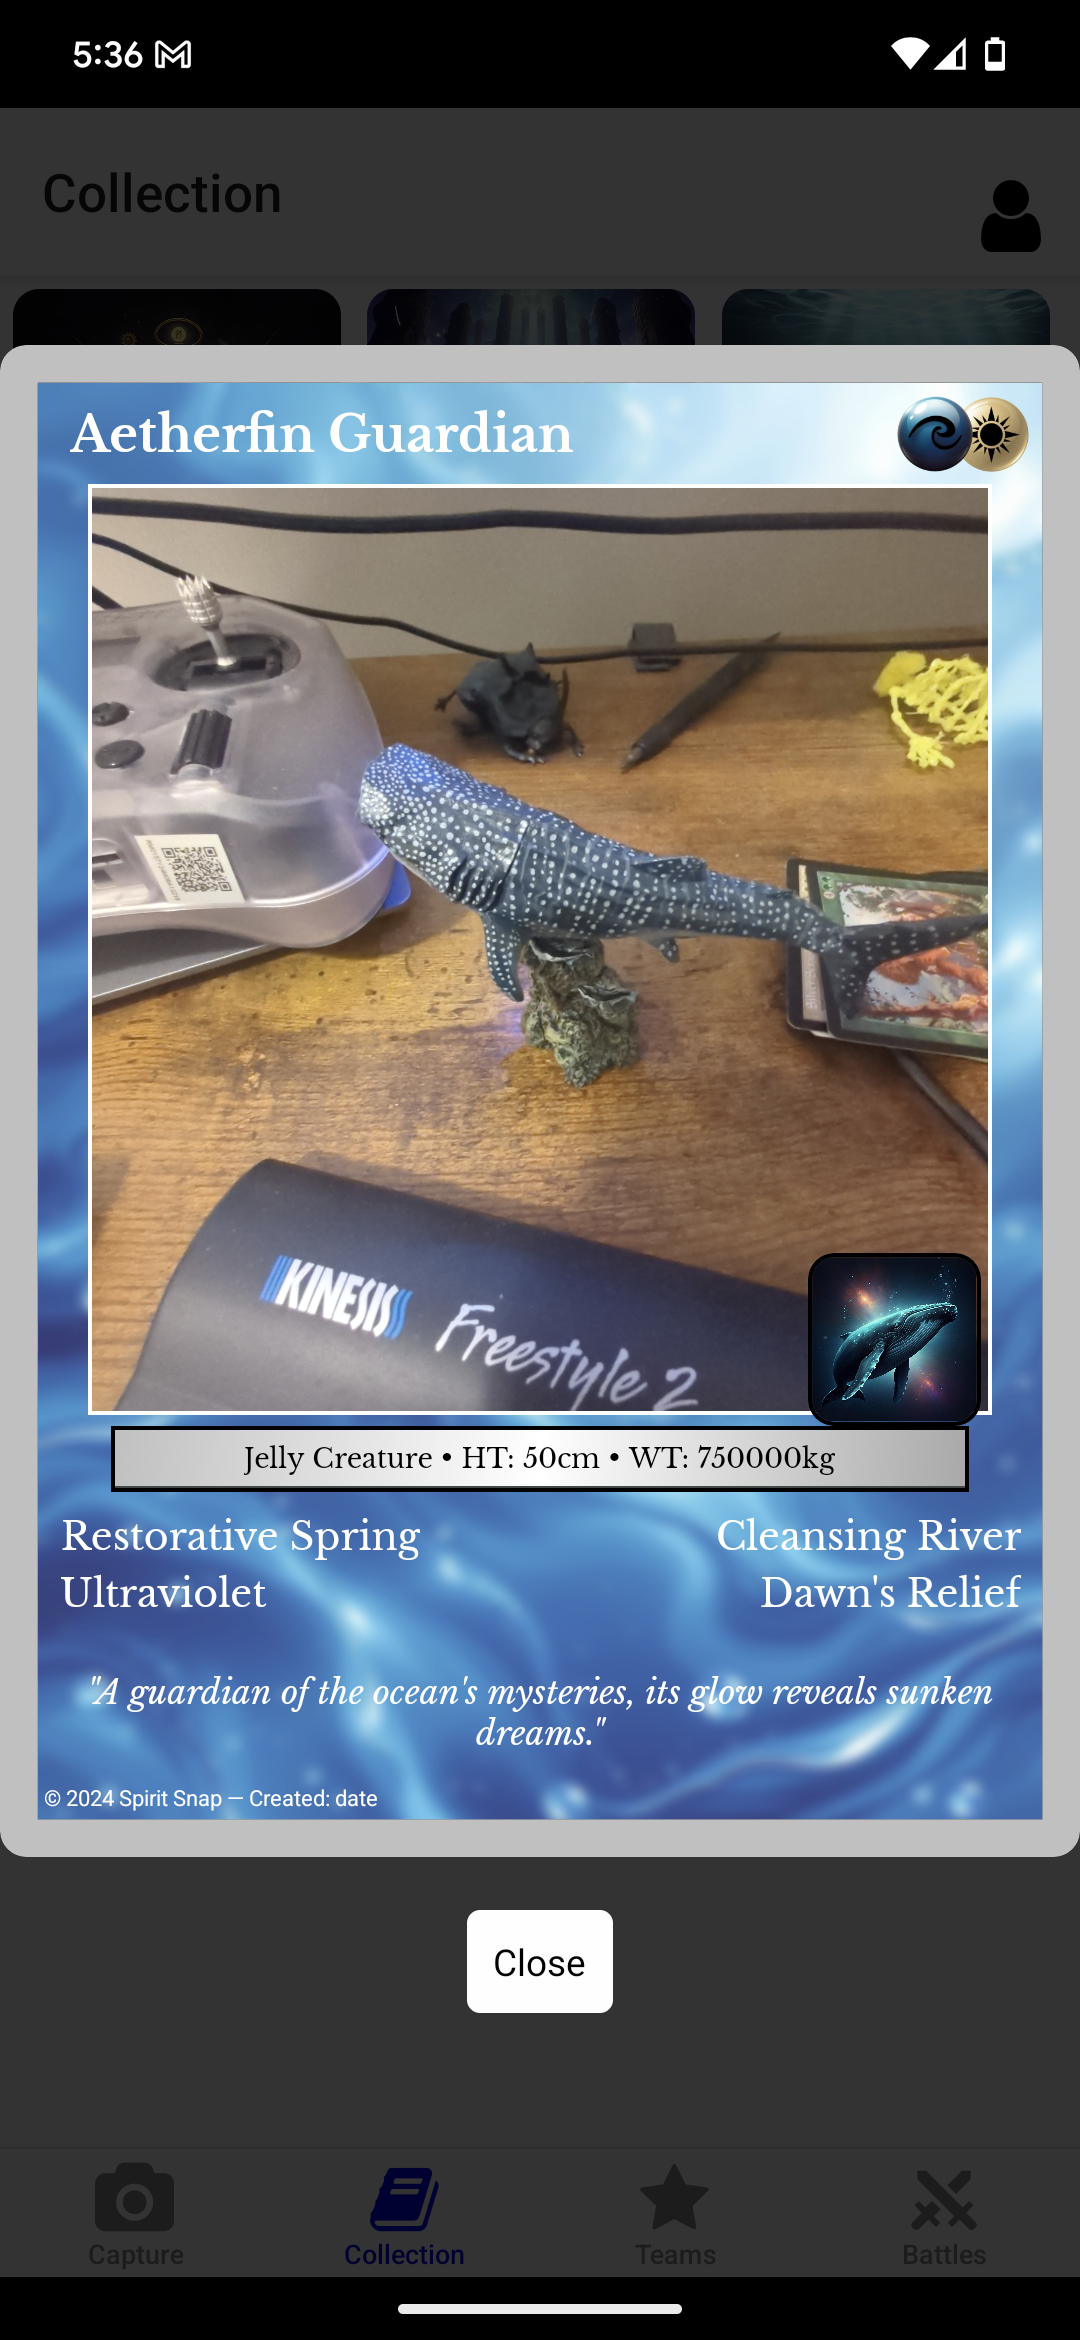 5:36
Collection
Aetherfin Guardian
KINESIS
Freestyle 2
Jelly Creature • HT: 50cm • WT: 750000kg
Restorative Spring
Cleansing River
Ultraviolet
Dawn's Relief
"A guardian of the ocean's mysteries, its glow reveals sunken
dreams."
© 2024 Spirit Snap — Created: date
Close
Capture
Collection
Teams
Battles